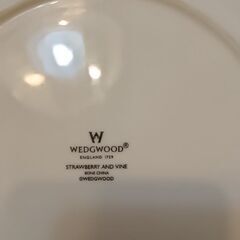 W
WEDGWOOD®
ENGLAND 1759
STRAWBERRY AND VINE
BONE CHINA
©WEDGWOOD